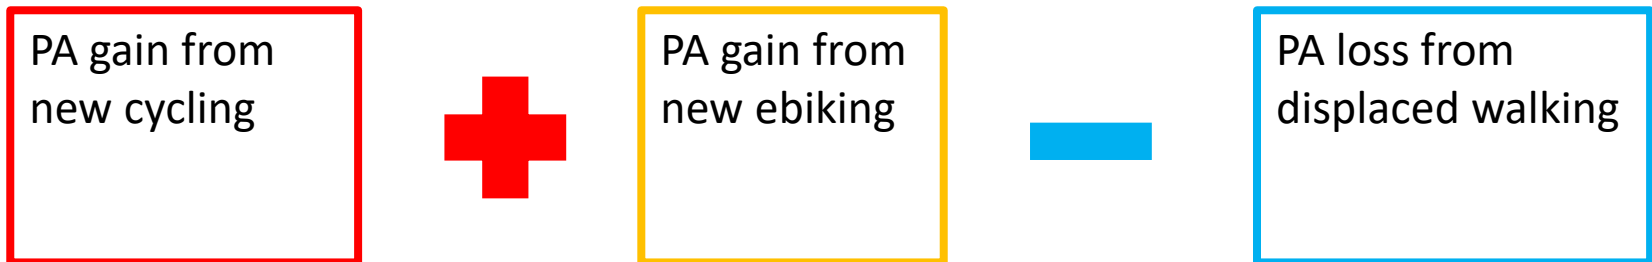 PA gain from
new cycling
PA gain from
new ebiking
PA loss from
displaced walking